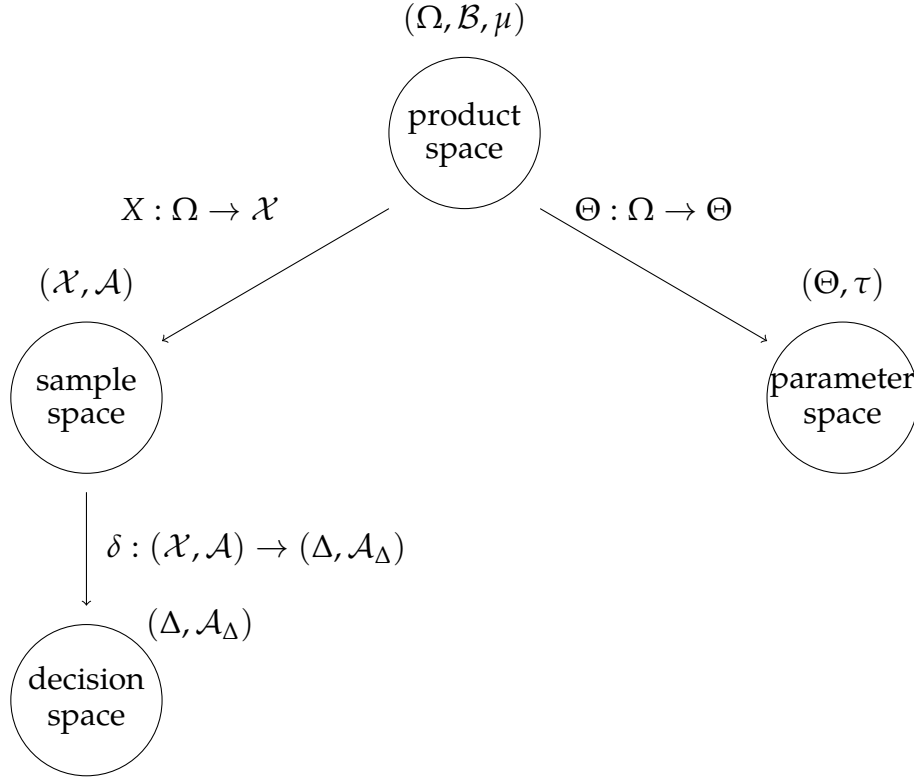 (Ω, ℬ, μ)
product
space
X : Ω → 𝒳
Θ : Ω → Θ
(𝒳, 𝒜)
(Θ, τ)
sample
space
parameter
space
δ : (𝒳, 𝒜) → (Δ, 𝒜_Δ)
(Δ, 𝒜_Δ)
decision
space